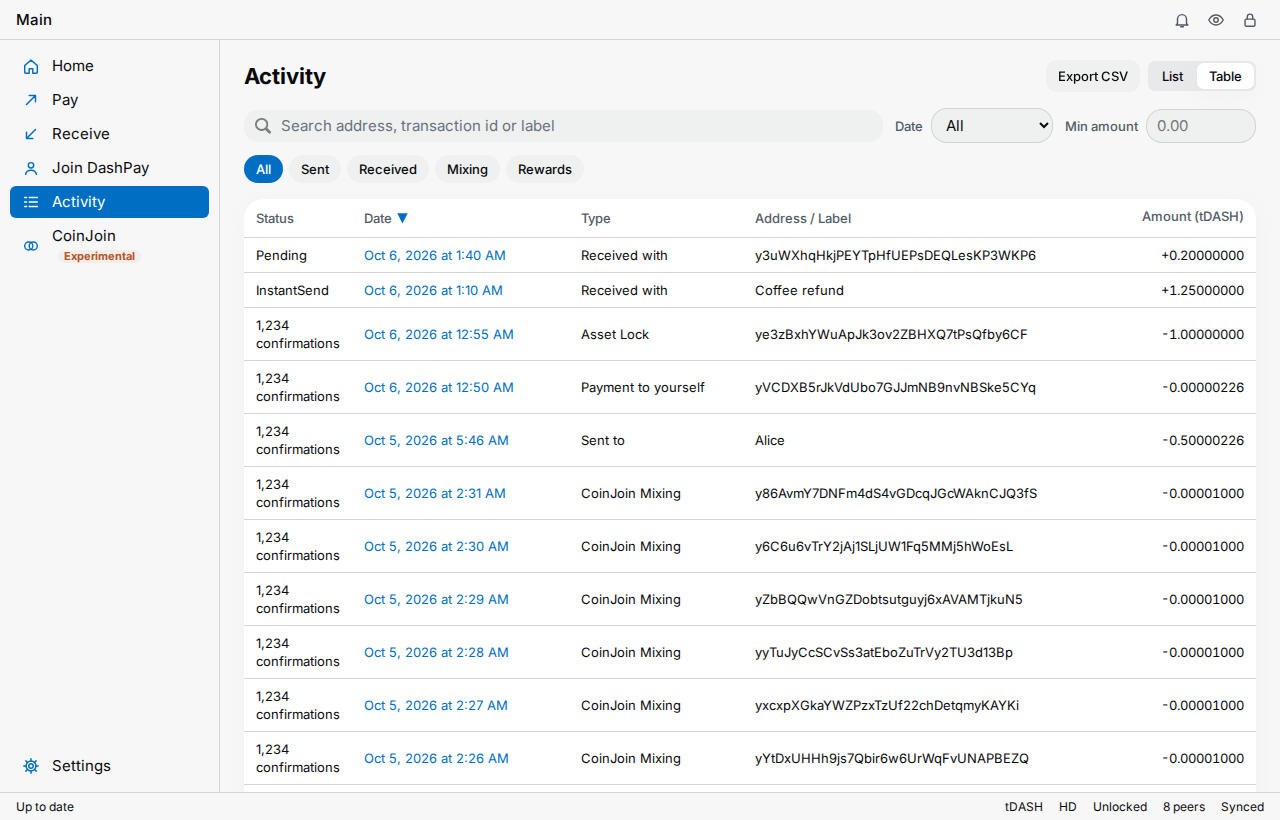 Main
Home
Pay
Receive
Join DashPay
Activity
CoinJoin
Experimental
Settings
Activity
Export CSV
List
Table
Search address, transaction id or label
Date
All
Min amount
0.00
All
Sent
Received
Mixing
Rewards
Status Date ▼ Type Address / Label Amount (tDASH)
Pending Oct 6, 2026 at 1:40 AM Received with y3uWXhqHkjPEYTpHfUEPsDEQLesKP3WKP6 +0.20000000
InstantSend Oct 6, 2026 at 1:10 AM Received with Coffee refund +1.25000000
1,234 confirmations Oct 6, 2026 at 12:55 AM Asset Lock ye3zBxhYWuApJk3ov2ZBHXQ7tPsQfby6CF -1.00000000
1,234 confirmations Oct 6, 2026 at 12:50 AM Payment to yourself yVCDXB5rJkVdUbo7GJJmNB9nvNBSke5CYq -0.00000226
1,234 confirmations Oct 5, 2026 at 5:46 AM Sent to Alice -0.50000226
1,234 confirmations Oct 5, 2026 at 2:31 AM CoinJoin Mixing y86AvmY7DNFm4dS4vGDcqJGcWAknCJQ3fS -0.00001000
1,234 confirmations Oct 5, 2026 at 2:30 AM CoinJoin Mixing y6C6u6vTrY2jAj1SLjUW1Fq5MMj5hWoEsL -0.00001000
1,234 confirmations Oct 5, 2026 at 2:29 AM CoinJoin Mixing yZbBQQwVnGZDobtsutguyj6xAVAMTjkuN5 -0.00001000
1,234 confirmations Oct 5, 2026 at 2:28 AM CoinJoin Mixing yyTuJyCcSCvSs3atEboZuTrVy2TU3d13Bp -0.00001000
1,234 confirmations Oct 5, 2026 at 2:27 AM CoinJoin Mixing yxcxpXGkaYWZPzxTzUf22chDetqmyKAYKi -0.00001000
1,234 confirmations Oct 5, 2026 at 2:26 AM CoinJoin Mixing yYtDxUHHh9js7Qbir6w6UrWqFvUNAPBEZQ -0.00001000
Up to date
tDASH
HD
Unlocked
8 peers
Synced